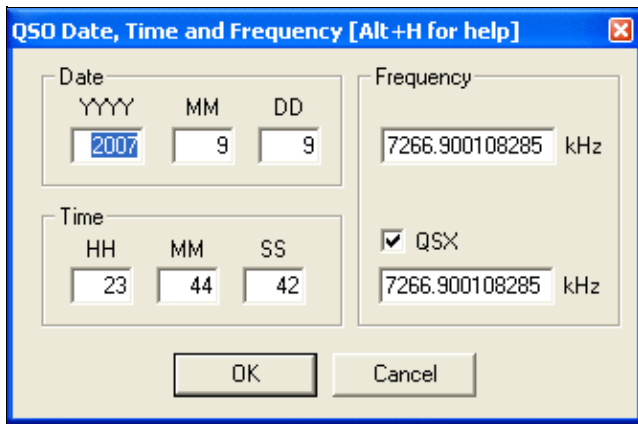 QSO Date, Time and Frequency [Alt+H for help]
Date
YYYY MM DD
2007 9 9
Time
HH MM SS
23 44 42
Frequency
7266.900108285 kHz
QSX
7266.900108285 kHz
OK Cancel